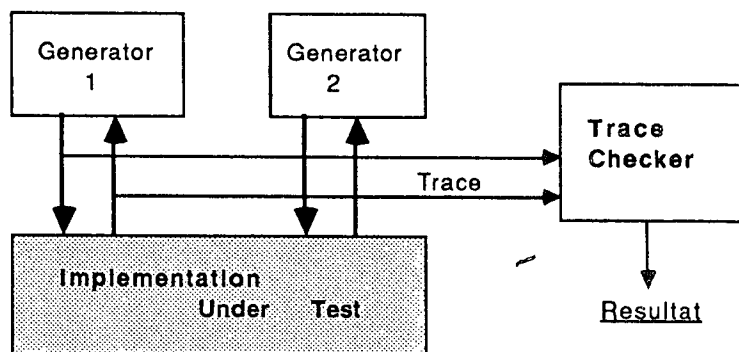 Generator
1
Generator
2
Trace
Checker
Trace
Implementation
Under Test
Resultat